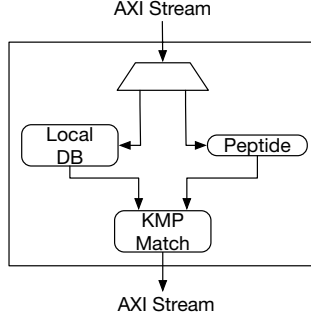 AXI Stream
Local
DB
Peptide
KMP
Match
AXI Stream